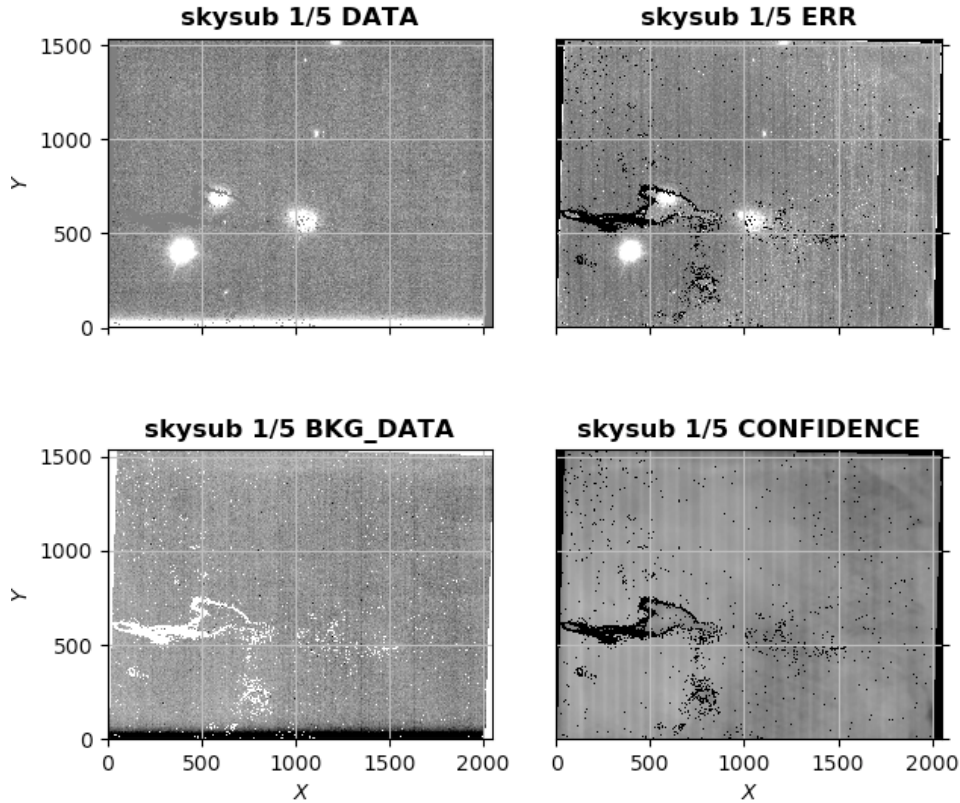 skysub 1/5 DATA
skysub 1/5 ERR
1500
1000
Y
500
0
skysub 1/5 BKG_DATA
skysub 1/5 CONFIDENCE
1500
1000
Y
500
0
0 500 1000 1500 2000
0 500 1000 1500 2000
X
X